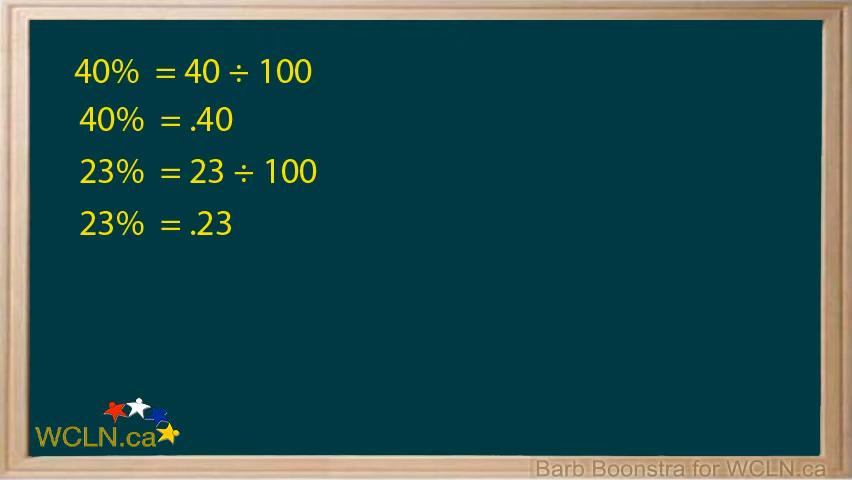 40% = 40 ÷ 100
40% = .40
23% = 23 ÷ 100
23% = .23
WCLN.ca
Barb Boonstra for WCLN.ca